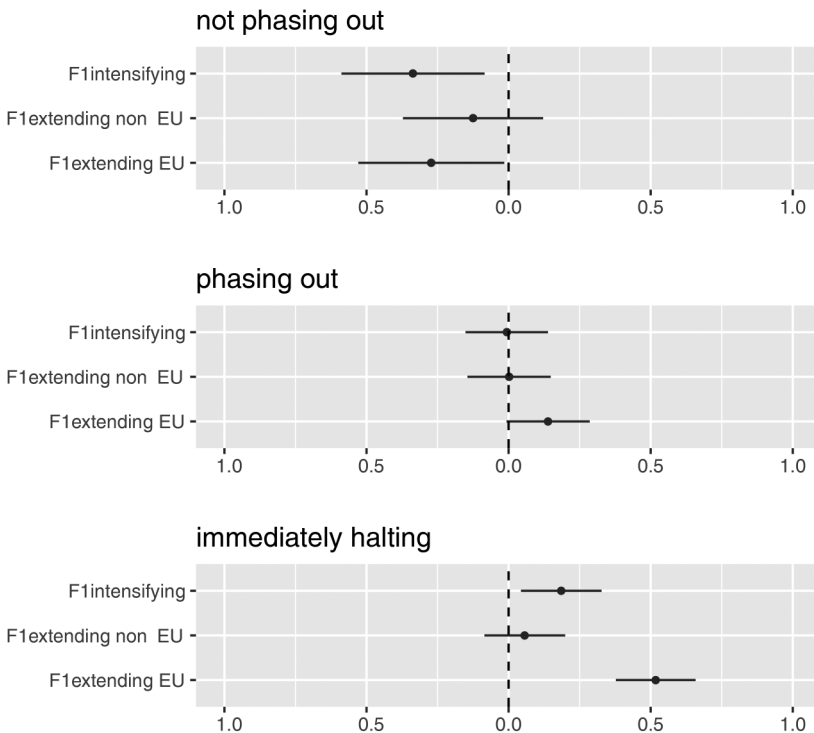 not phasing out
F1intensifying
F1extending non EU
F1extending EU
1.0 0.5 0.0 0.5 1.0
phasing out
F1intensifying
F1extending non EU
F1extending EU
1.0 0.5 0.0 0.5 1.0
immediately halting
F1intensifying
F1extending non EU
F1extending EU
1.0 0.5 0.0 0.5 1.0